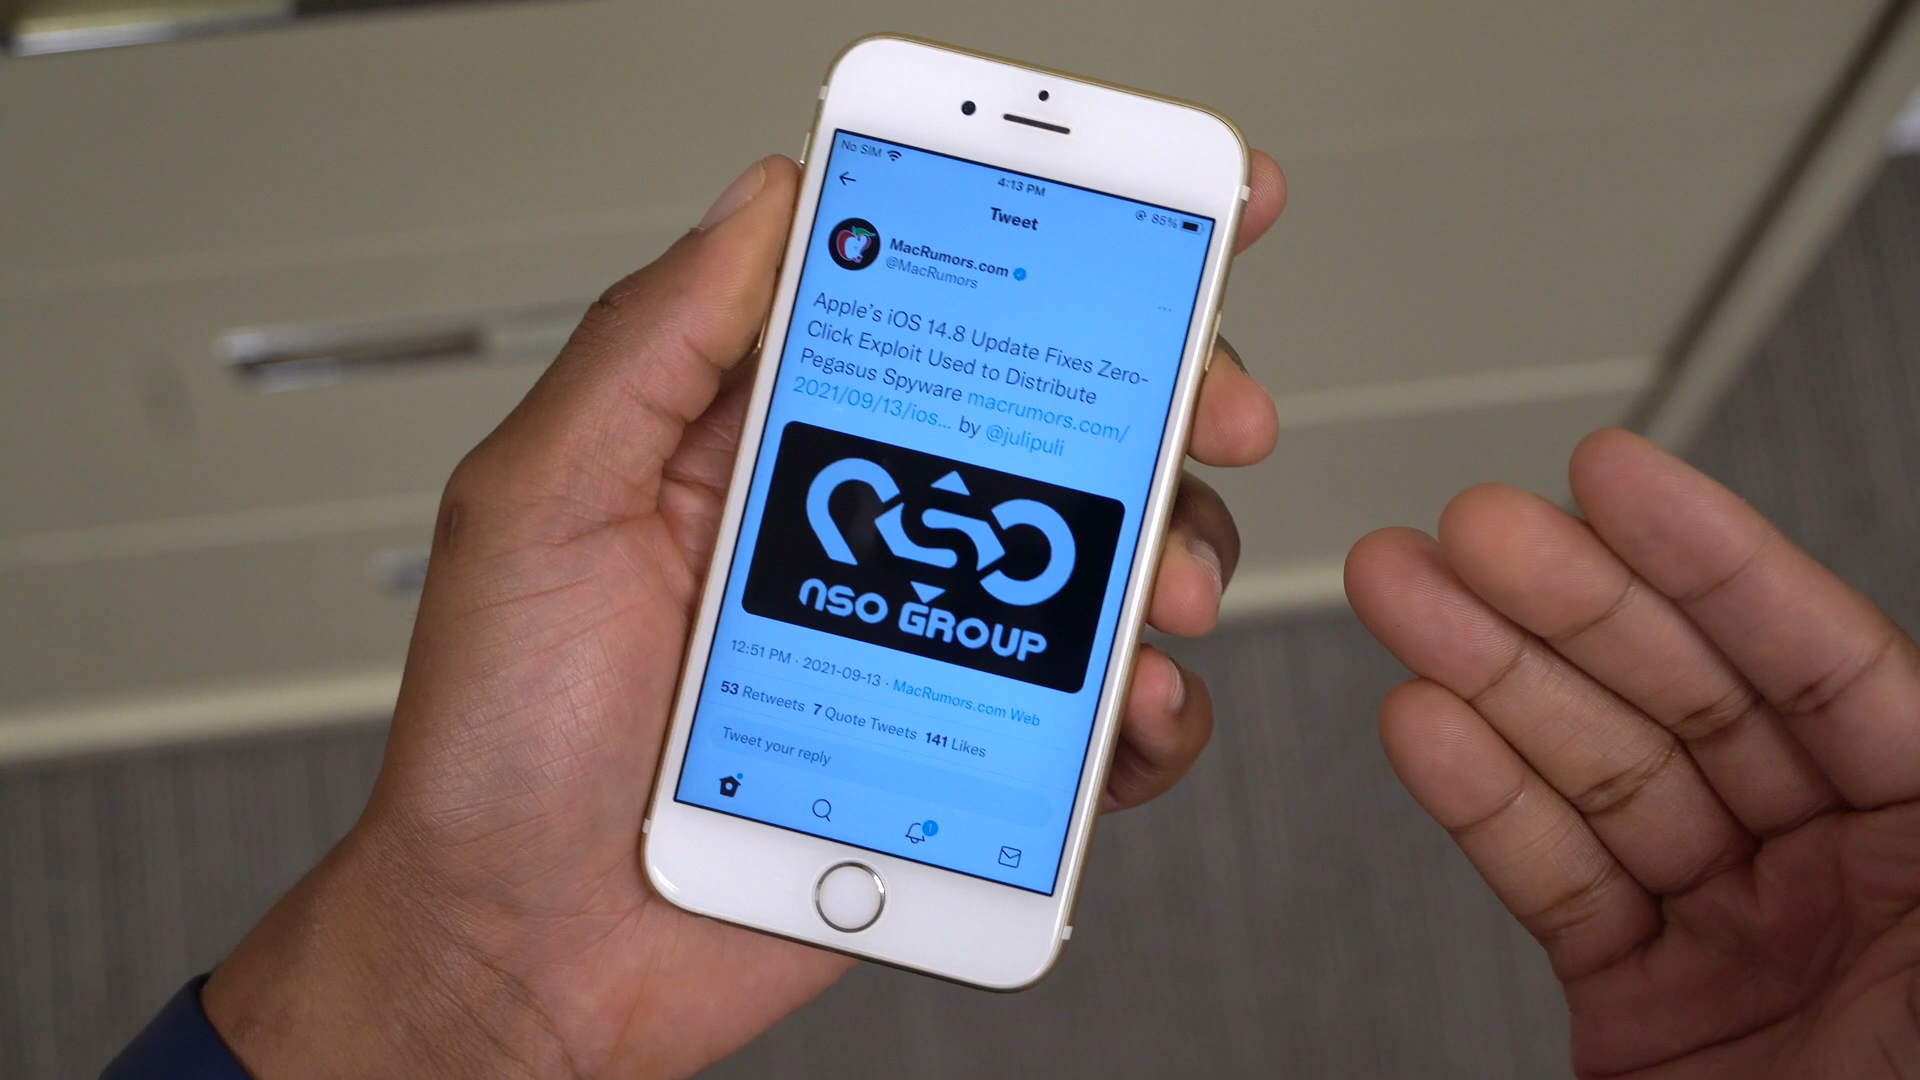 No SIM
4:13 PM
85%
Tweet
MacRumors.com
@MacRumors
Apple's iOS 14.8 Update Fixes Zero-
Click Exploit Used to Distribute
Pegasus Spyware macrumors.com/
2021/09/13/ios... by @julipuli
nso GROUP
12:51 PM · 2021-09-13 · MacRumors.com Web
53 Retweets 7 Quote Tweets 141 Likes
Tweet your reply
1